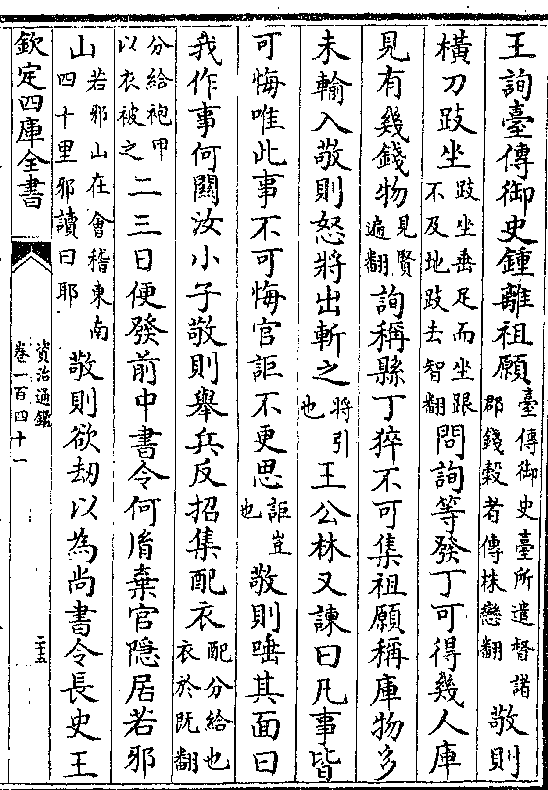 王詢臺傳御史鍾離祖願臺傳御史臺所遣督諸郡錢穀者傳株戀翻敬則
橫刀跂坐跂坐垂足而坐跟不及地跂去智翻問詢等發丁可得幾人庫
見有幾錢物見賢遍翻詢稱縣丁猝不可集祖願稱庫物多
未輸入敬則怒將出斬之將引也王公林又諫曰凡事皆
可悔唯此事不可悔官詎不更思詎豈也敬則唾其面曰
我作事何關汝小子敬則舉兵反招集配衣配分給也衣於既翻
分給袍甲以衣被之二三日便發前中書令何胤棄官隱居若邪
山若邪山在會稽東南四十里邪讀曰耶敬則欲劫以為尚書令長史王
欽定四庫全書
資治通鑑
卷一百四十一
二十五